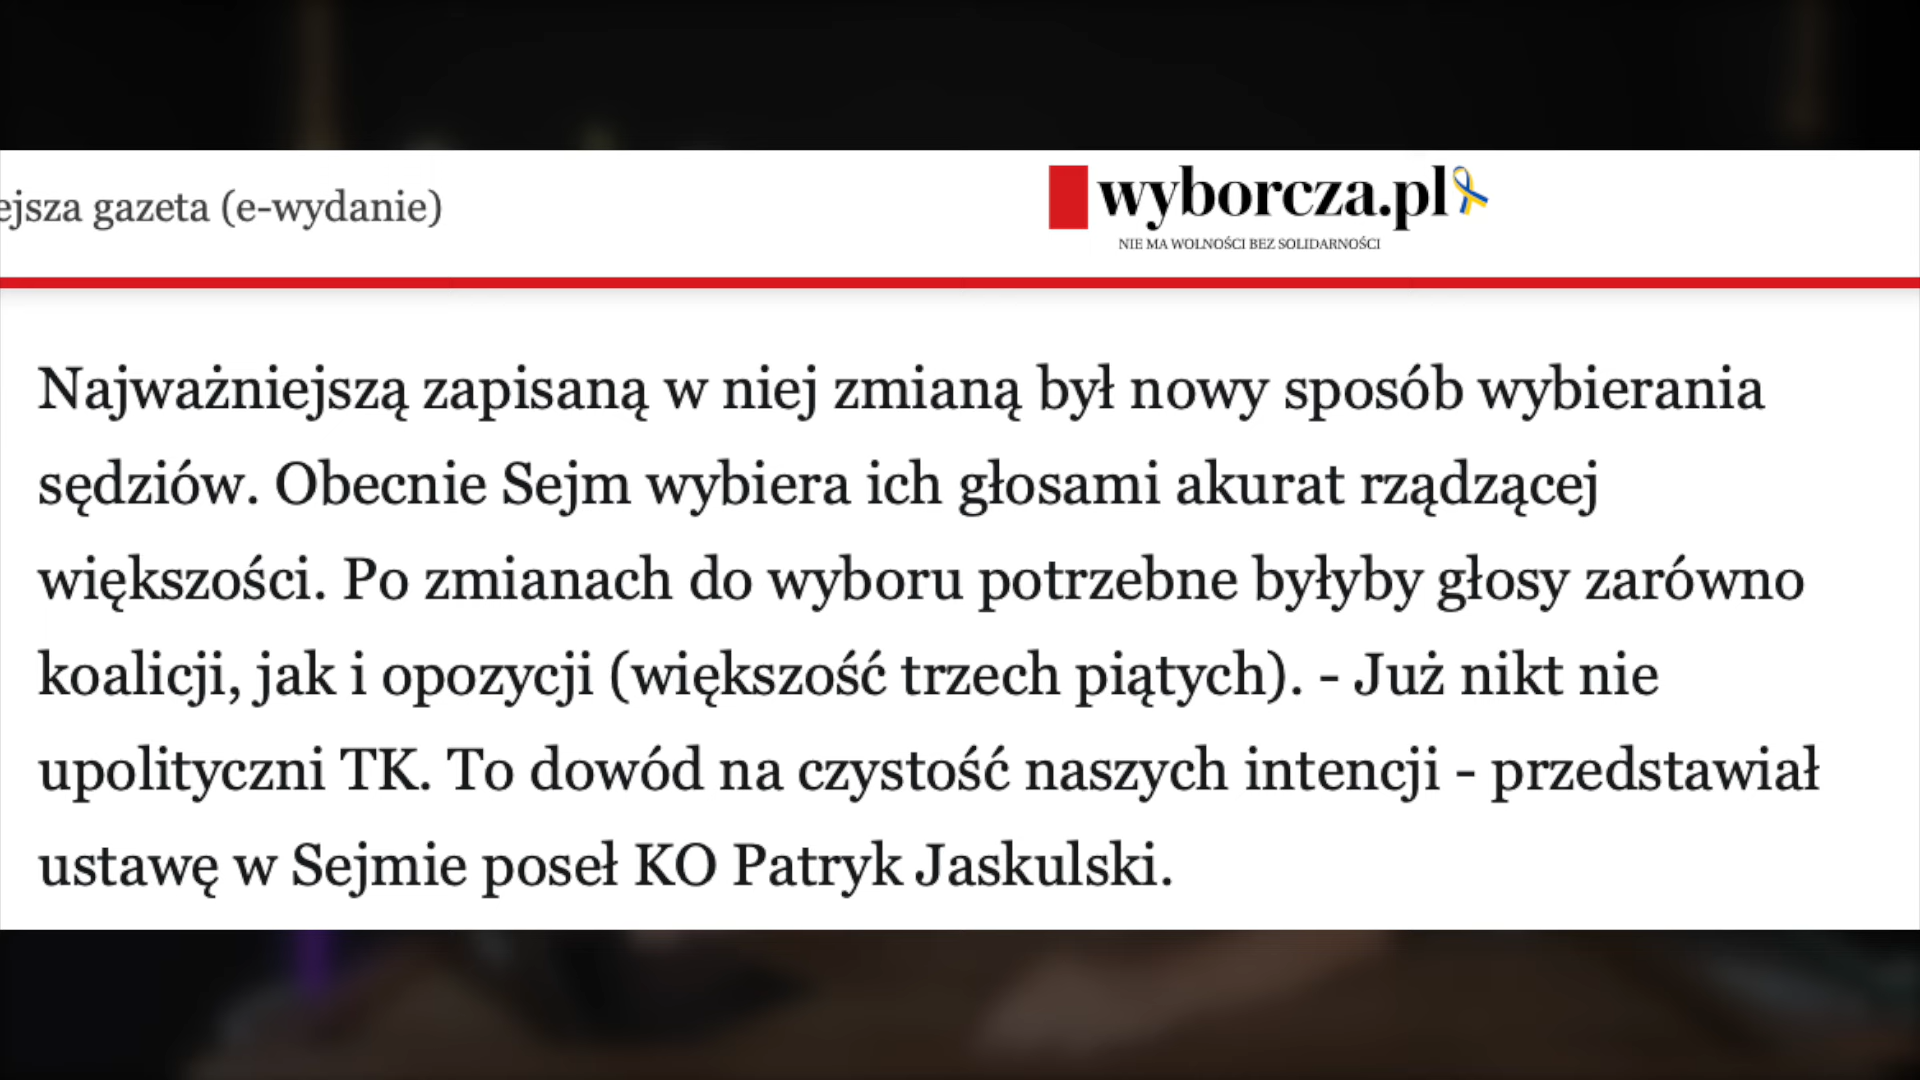 ejsza gazeta (e-wydanie)
wyborcza.pl
NIE MA WOLNOŚCI BEZ SOLIDARNOŚCI
Najważniejszą zapisaną w niej zmianą był nowy sposób wybierania
sędziów. Obecnie Sejm wybiera ich głosami akurat rządzącej
większości. Po zmianach do wyboru potrzebne byłyby głosy zarówno
koalicji, jak i opozycji (większość trzech piątych). - Już nikt nie
upolityczni TK. To dowód na czystość naszych intencji - przedstawiał
ustawę w Sejmie poseł KO Patryk Jaskulski.